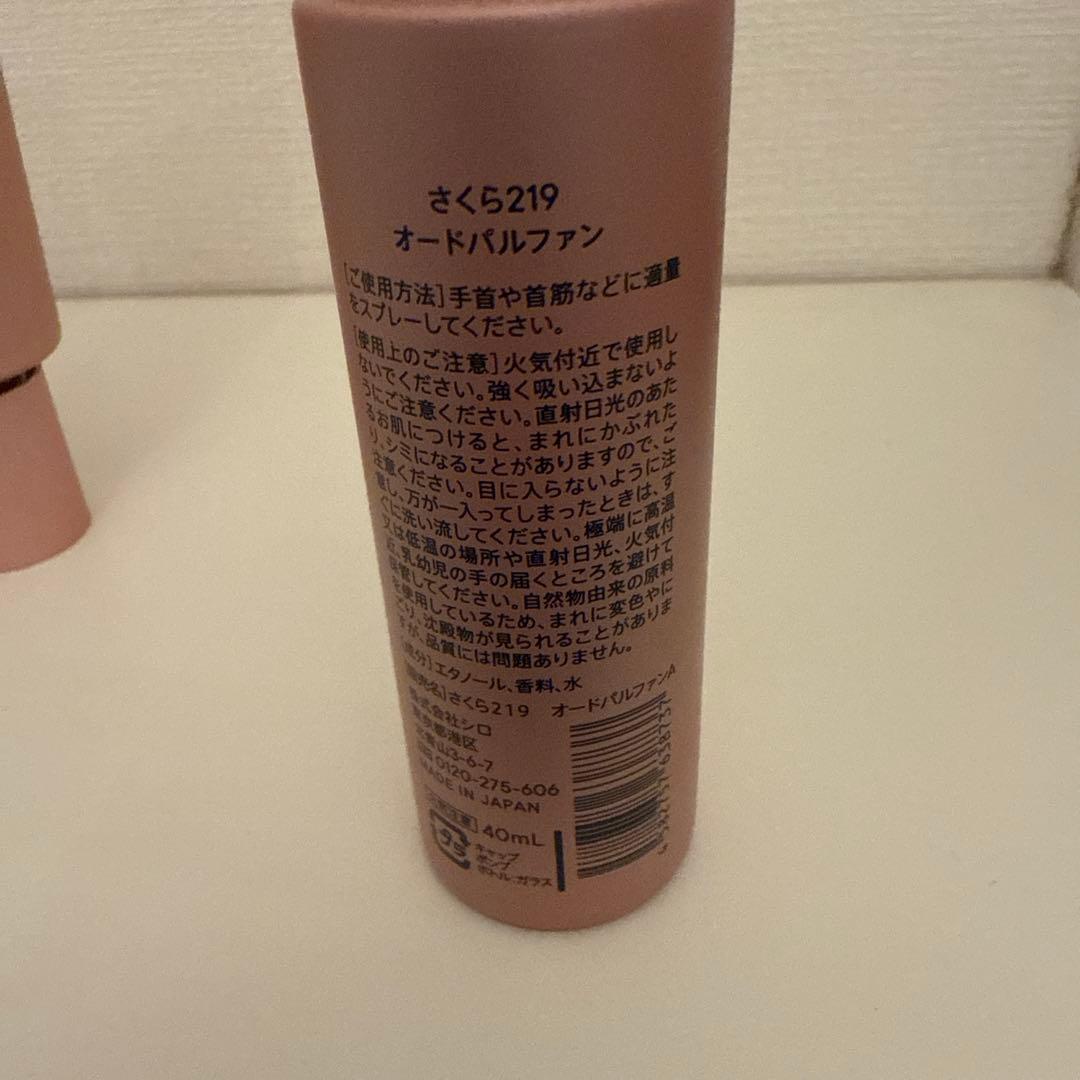 さくら219
オードパルファン
[ご使用方法]手首や首筋などに適量
をスプレーしてください。
[使用上のご注意]火気付近で使用し
ないでください。強く吸い込まないよ
うにご注意ください。直射日光のあた
るお肌につけると、まれにかぶれた
り、シミになることがありますので、ご
注意ください。目に入らないように注
意し、万が一入ってしまったときは、す
ぐに洗い流してください。極端に高温
又は低温の場所や直射日光、火気付
近、乳幼児の手の届くところを避けて
保管してください。自然物由来の原料
を使用しているため、まれに変色やに
ごり、沈殿物が見られることがありま
すが、品質には問題ありません。
[成分]エタノール、香料、水
[販売名]さくら219 オードパルファンA
株式会社シロ
東京都港区
北青山3-6-7
0120-275-606
MADE IN JAPAN
火気注意 40mL
プラ キャップ
ポンプ
ボトル:ガラス